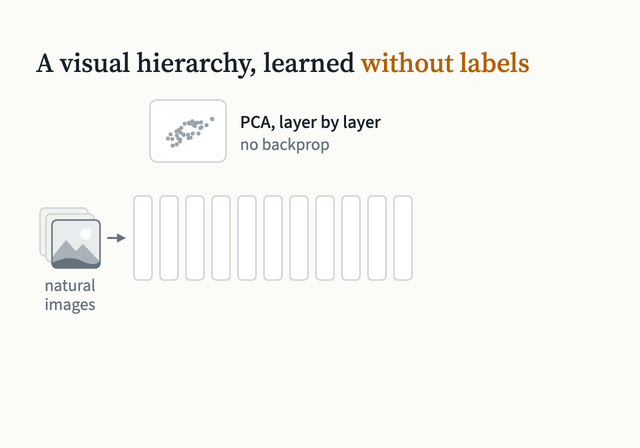 A visual hierarchy, learned without labels
PCA, layer by layer
no backprop
natural
images